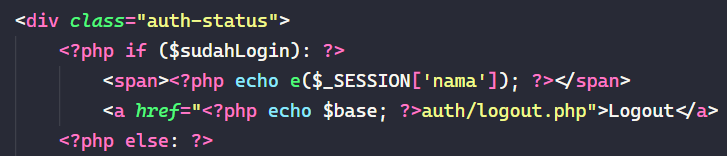 <div class="auth-status">
<?php if ($sudahLogin): ?>
<span><?php echo e($_SESSION['nama']); ?></span>
<a href="<?php echo $base; ?>auth/logout.php">Logout</a>
<?php else: ?>